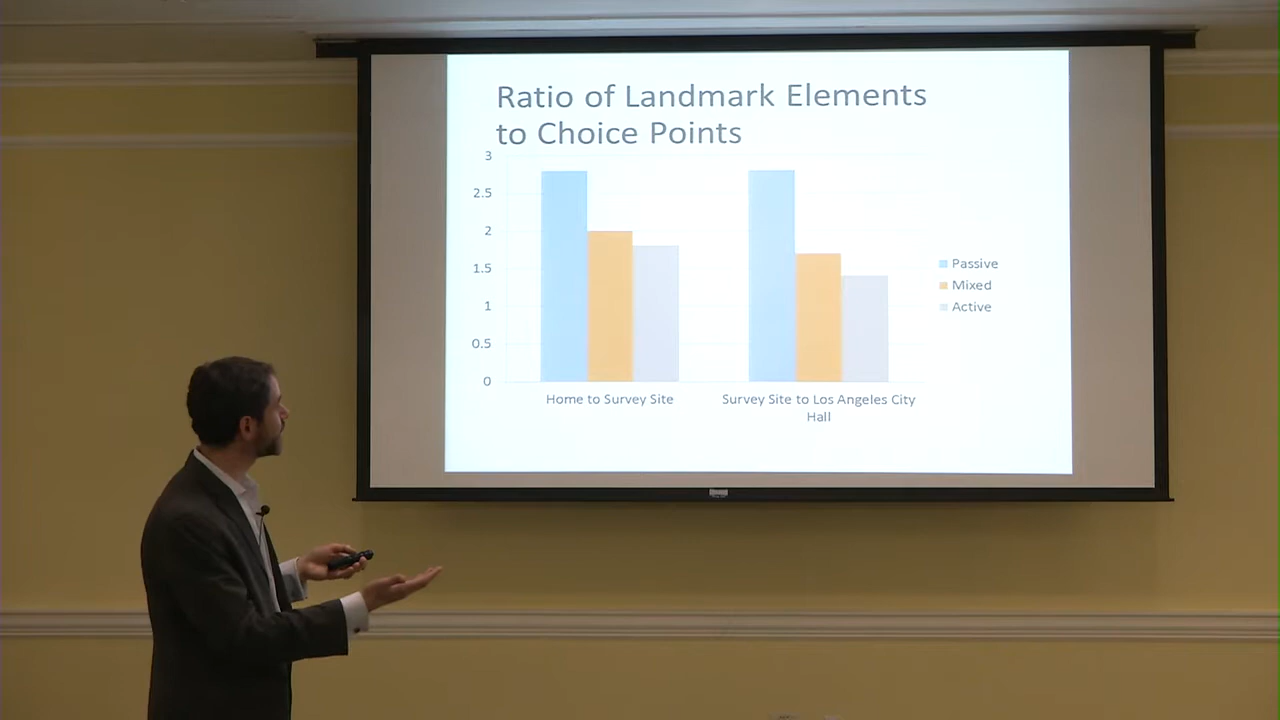 Ratio of Landmark Elements
to Choice Points
3
2.5
2
1.5
1
0.5
0
Home to Survey Site
Survey Site to Los Angeles City
Hall
Passive
Mixed
Active